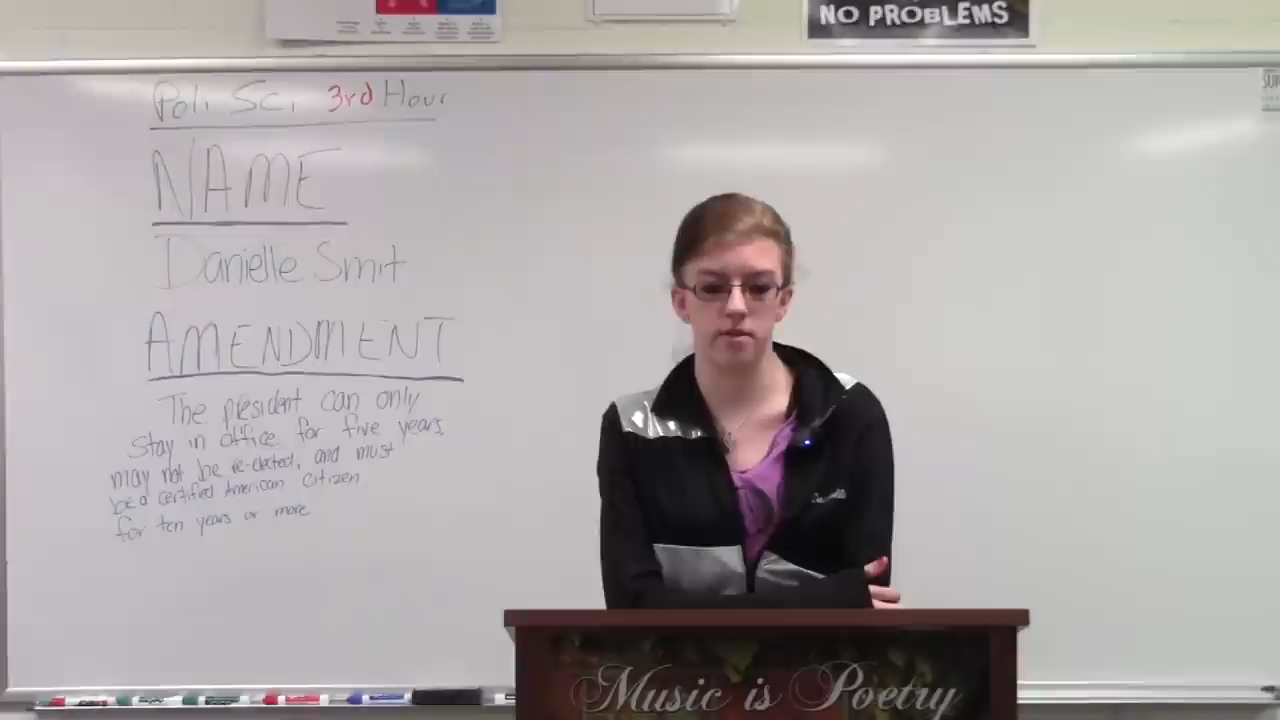 NO PROBLEMS
Poli Sci 3rd Hour
NAME
Danielle Smit
AMENDMENT
The president can only
stay in office for five years,
may not be re-elected, and must
be a certified American citizen
for ten years or more
Music is Poetry